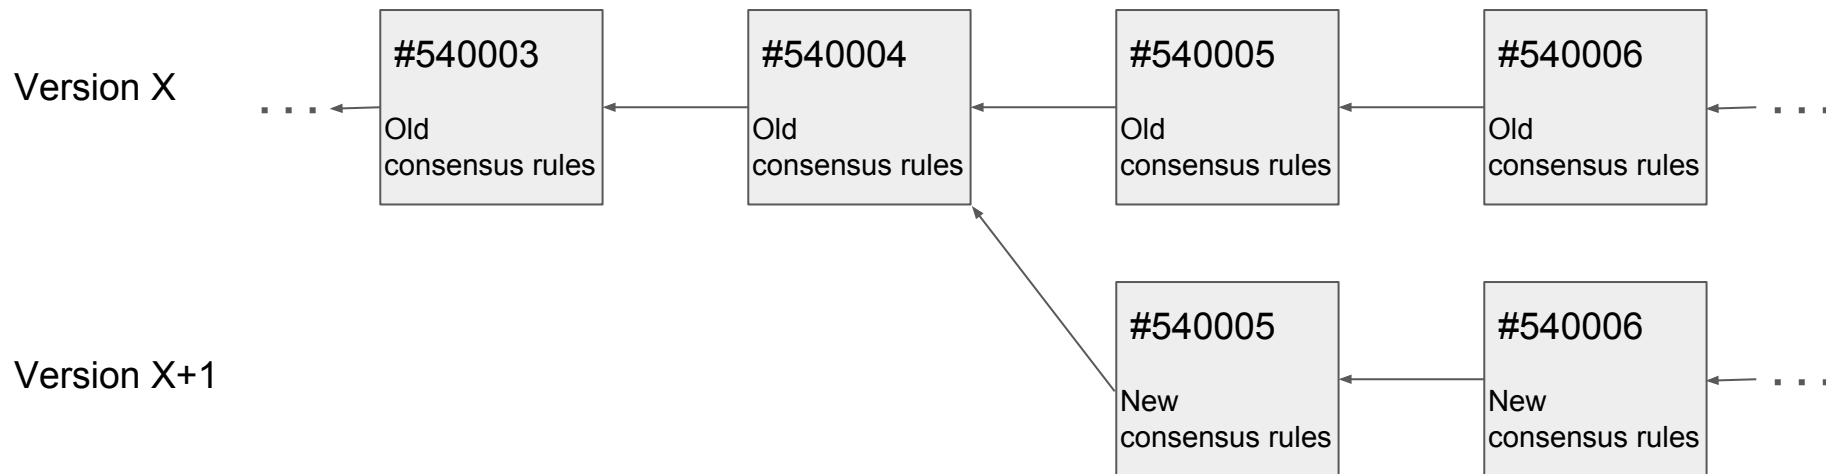 Version X
. . .
#540003
Old
consensus rules
#540004
Old
consensus rules
#540005
Old
consensus rules
#540006
Old
consensus rules
. . .
Version X+1
#540005
New
consensus rules
#540006
New
consensus rules
. . .